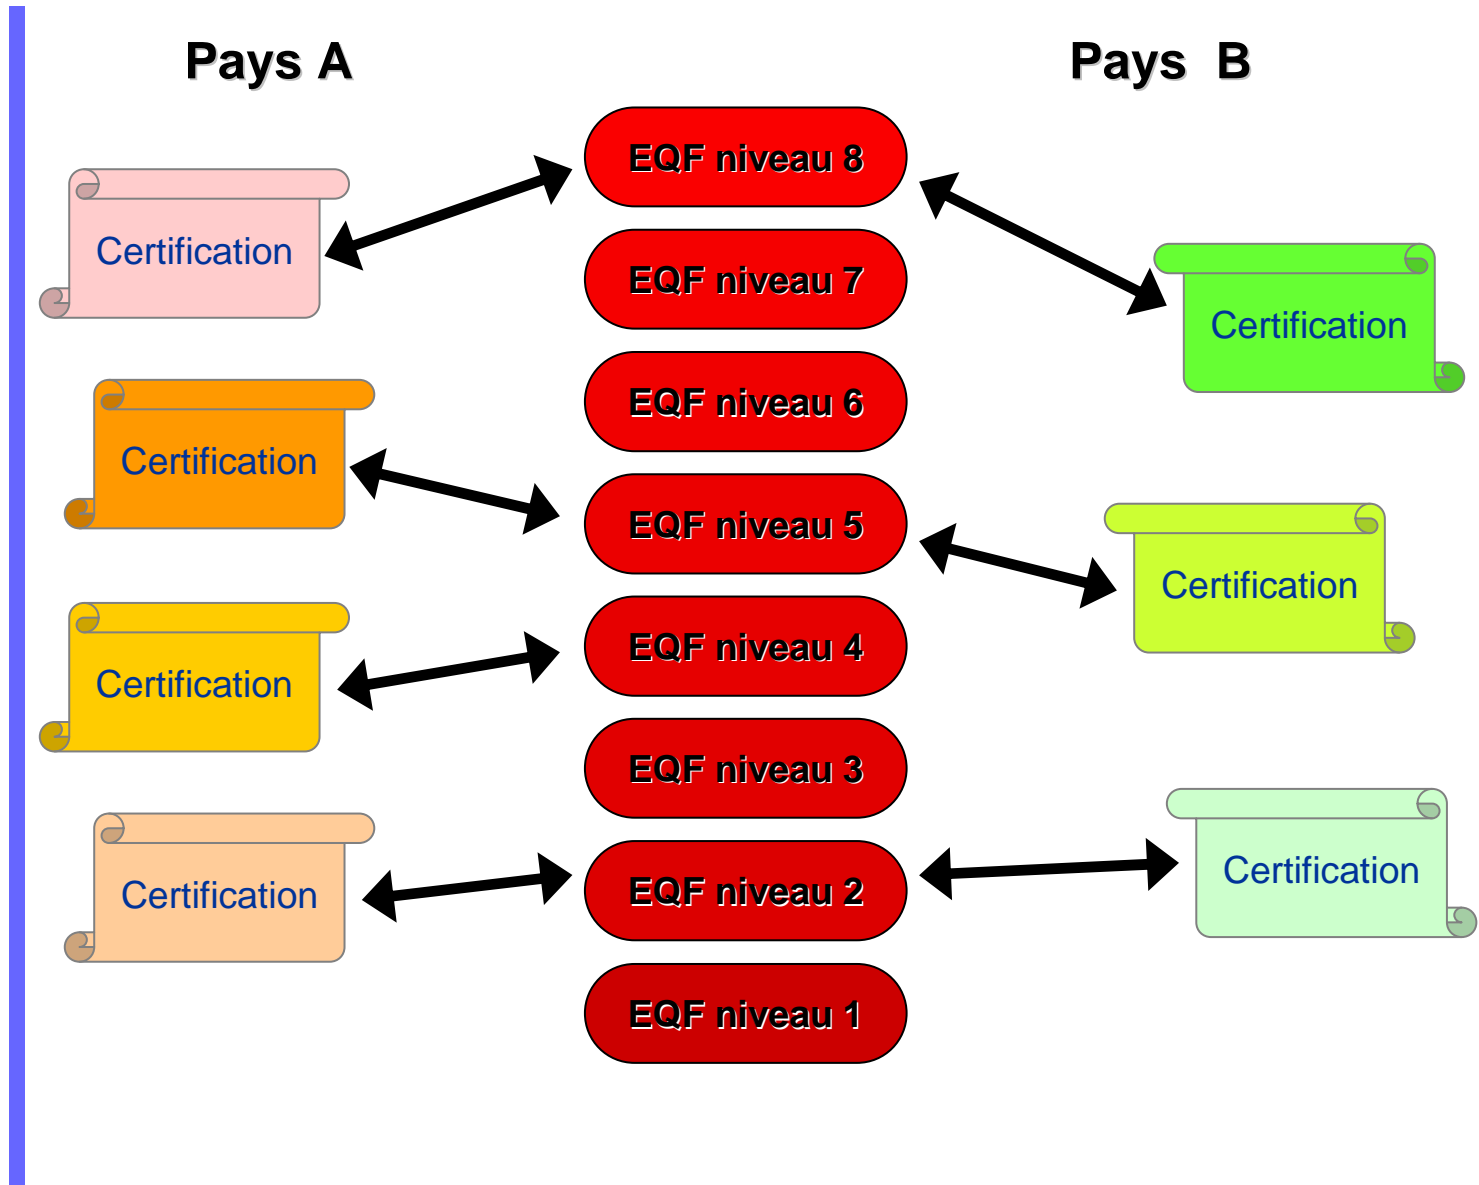 Pays A
Pays  B
EQF niveau 8
Certification
EQF niveau 7
Certification
EQF niveau 6
Certification
EQF niveau 5
Certification
EQF niveau 4
Certification
EQF niveau 3
EQF niveau 2
Certification
Certification
EQF niveau 1